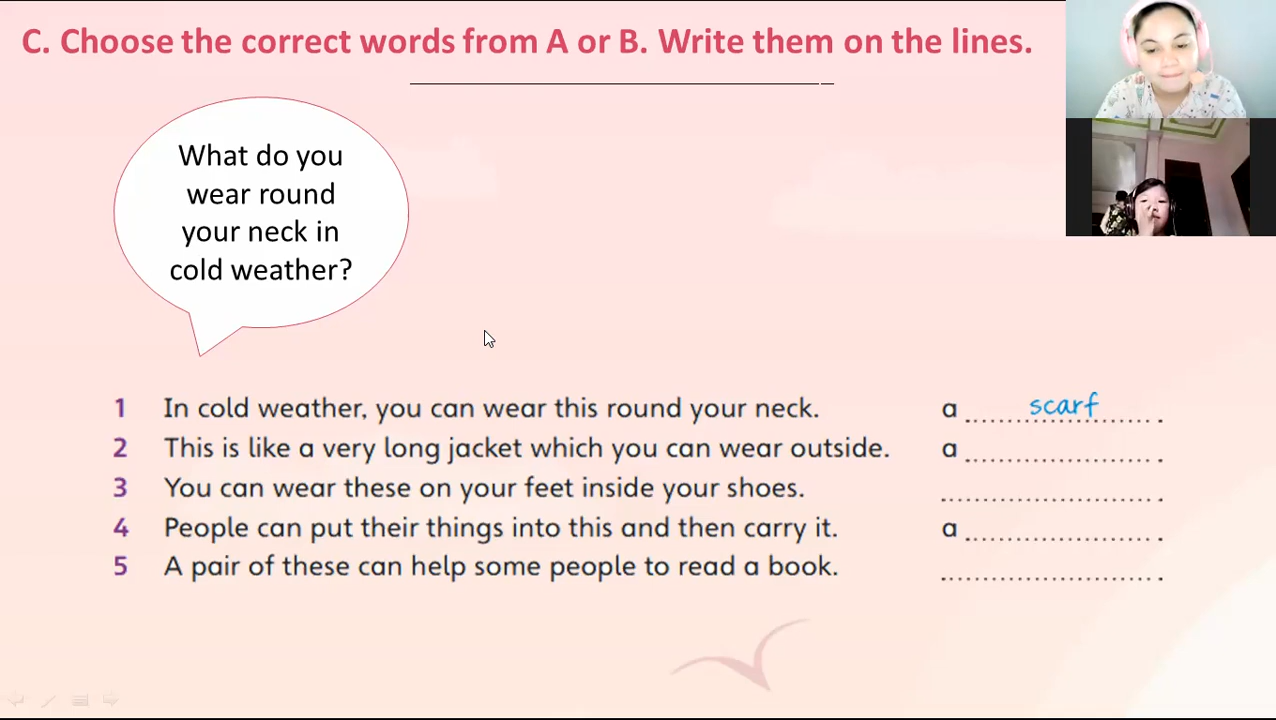 C. Choose the correct words from A or B. Write them on the lines.
What do you
wear round
your neck in
cold weather?
1 In cold weather, you can wear this round your neck. a scarf.
2 This is like a very long jacket which you can wear outside. a ..............................
3 You can wear these on your feet inside your shoes. ..............................
4 People can put their things into this and then carry it. a ..............................
5 A pair of these can help some people to read a book. ..............................